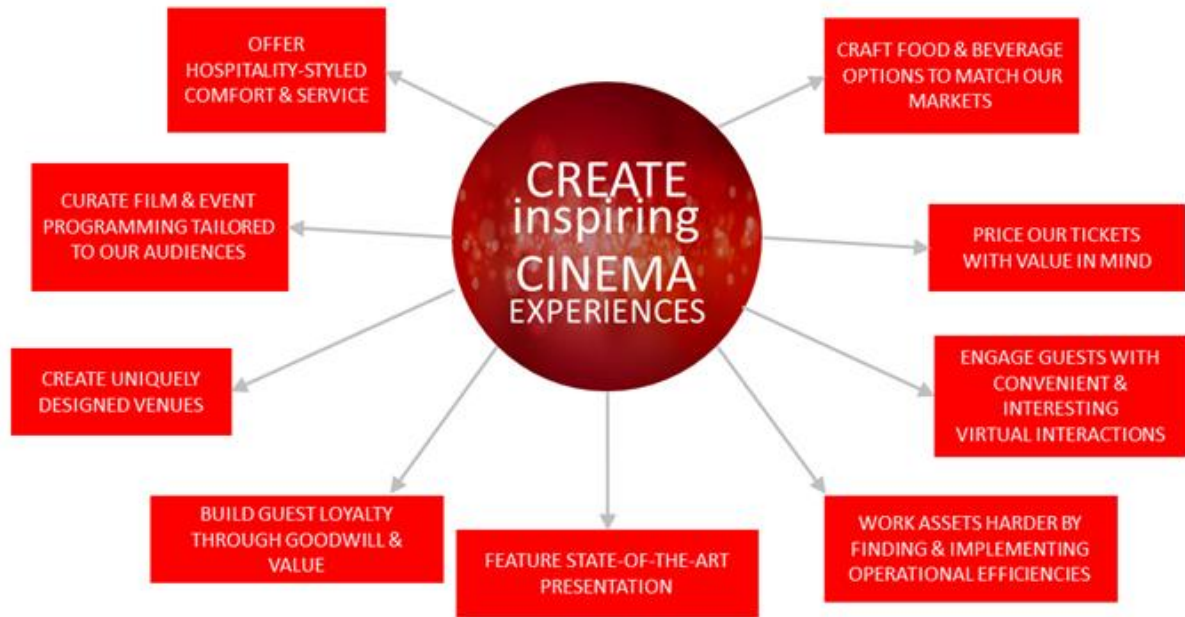 OFFER
HOSPITALITY-STYLED
COMFORT & SERVICE
CRAFT FOOD & BEVERAGE
OPTIONS TO MATCH OUR
MARKETS
CREATE
inspiring
CINEMA
EXPERIENCES
CURATE FILM & EVENT
PROGRAMMING TAILORED
TO OUR AUDIENCES
PRICE OUR TICKETS
WITH VALUE IN MIND
CREATE UNIQUELY
DESIGNED VENUES
ENGAGE GUESTS WITH
CONVENIENT &
INTERESTING
VIRTUAL INTERACTIONS
BUILD GUEST LOYALTY
THROUGH GOODWILL &
VALUE
FEATURE STATE-OF-THE-ART
PRESENTATION
WORK ASSETS HARDER BY
FINDING & IMPLEMENTING
OPERATIONAL EFFICIENCIES